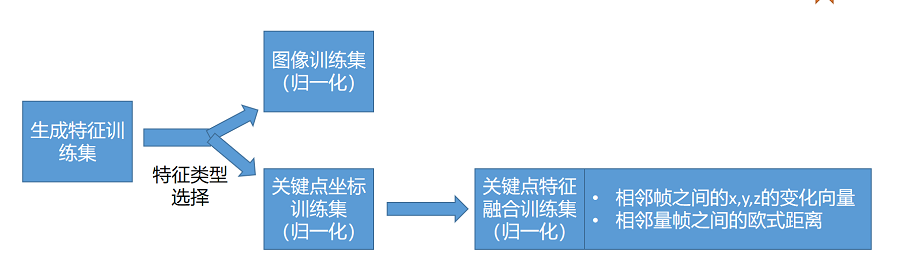 图像训练集
（归一化）
生成特征训
练集
特征类型
选择
关键点坐标
训练集
（归一化）
关键点特征
融合训练集
（归一化）
• 相邻帧之间的x,y,z的变化向量
• 相邻量帧之间的欧式距离